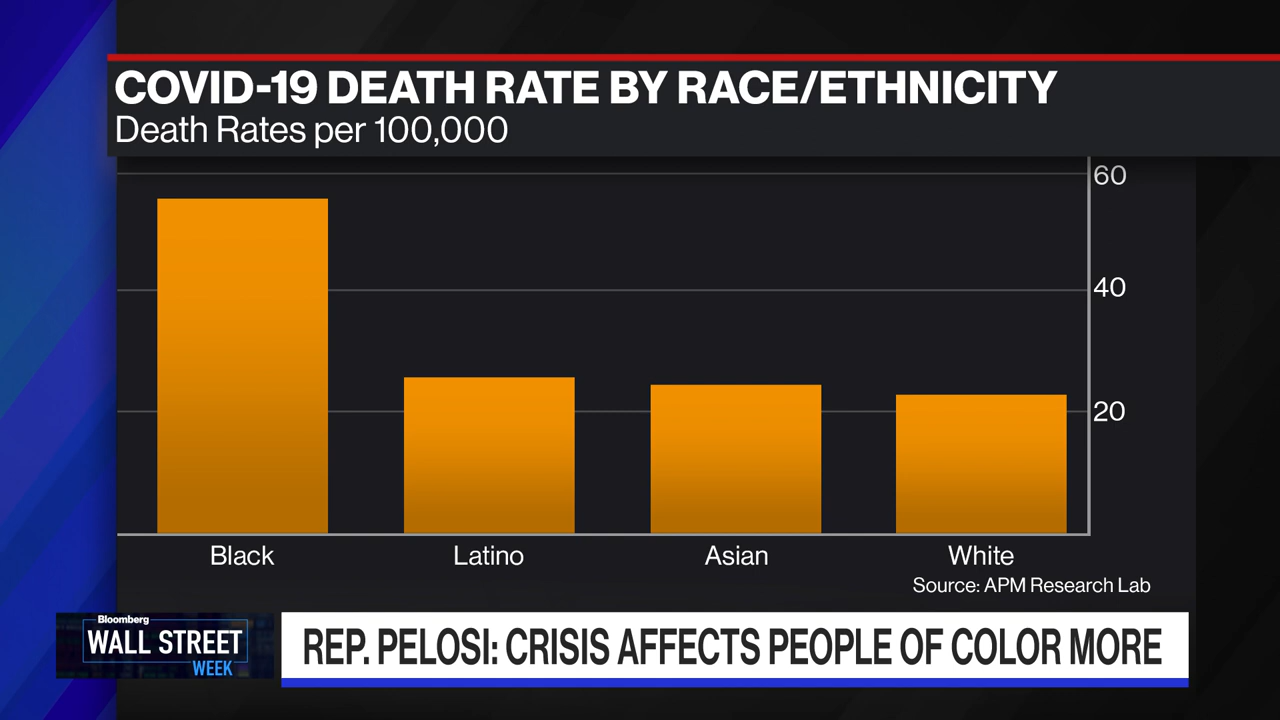 COVID-19 DEATH RATE BY RACE/ETHNICITY
Death Rates per 100,000
60
40
20
Black Latino Asian White
Source: APM Research Lab
Bloomberg
WALL STREET
WEEK
REP. PELOSI: CRISIS AFFECTS PEOPLE OF COLOR MORE